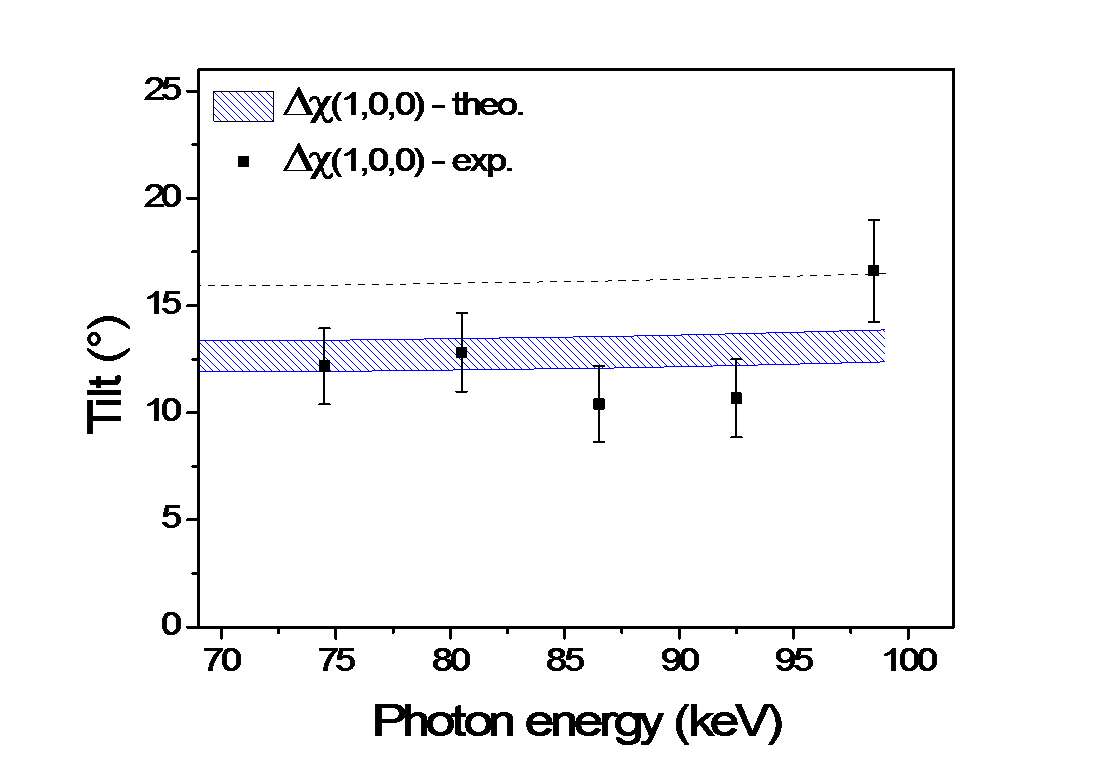 Δχ(1,0,0) - theo.
Δχ(1,0,0) - exp.
25
20
15
10
5
0
Tilt (°)
70 75 80 85 90 95 100
Photon energy (keV)